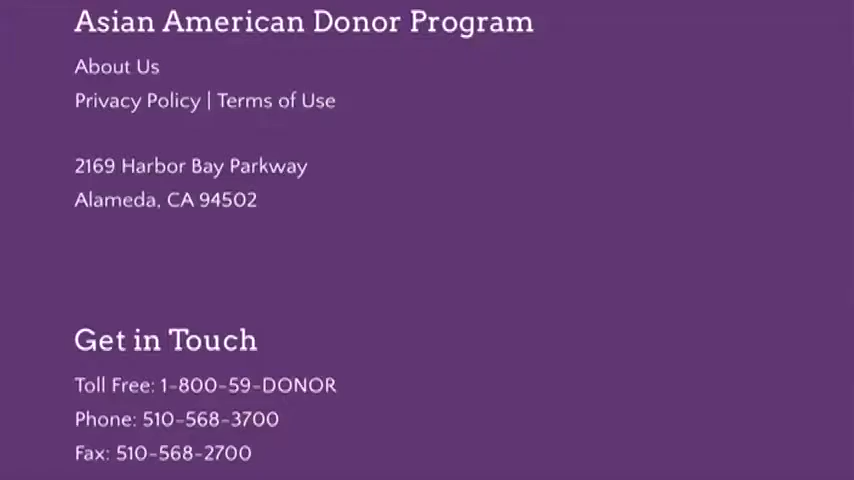 Asian American Donor Program
About Us
Privacy Policy | Terms of Use
2169 Harbor Bay Parkway
Alameda, CA 94502
Get in Touch
Toll Free: 1-800-59-DONOR
Phone: 510-568-3700
Fax: 510-568-2700